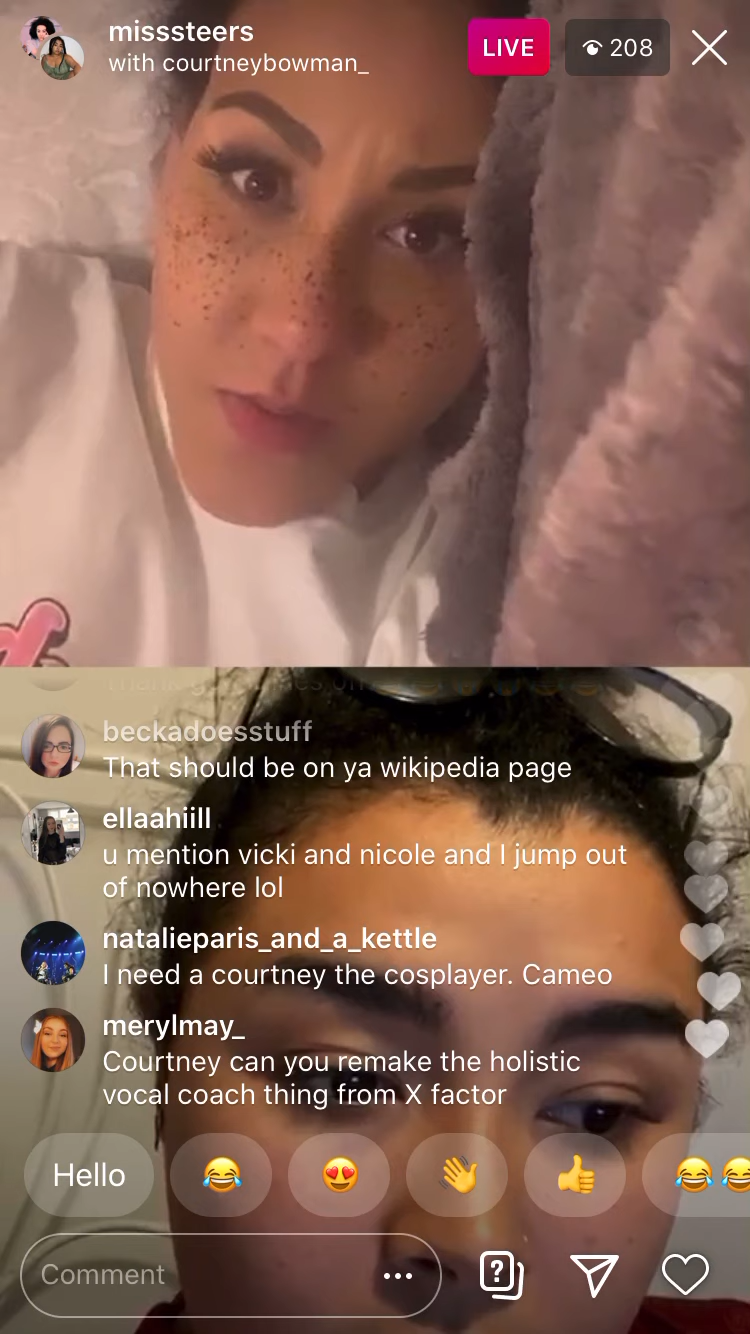 misssteers
with courtneybowman_
LIVE
208
beckadoesstuff
That should be on ya wikipedia page
ellaahiill
u mention vicki and nicole and I jump out
of nowhere lol
natalieparis_and_a_kettle
I need a courtney the cosplayer. Cameo
merylmay_
Courtney can you remake the holistic
vocal coach thing from X factor
Hello 😂 😍 👋 👍 😂😂
Comment